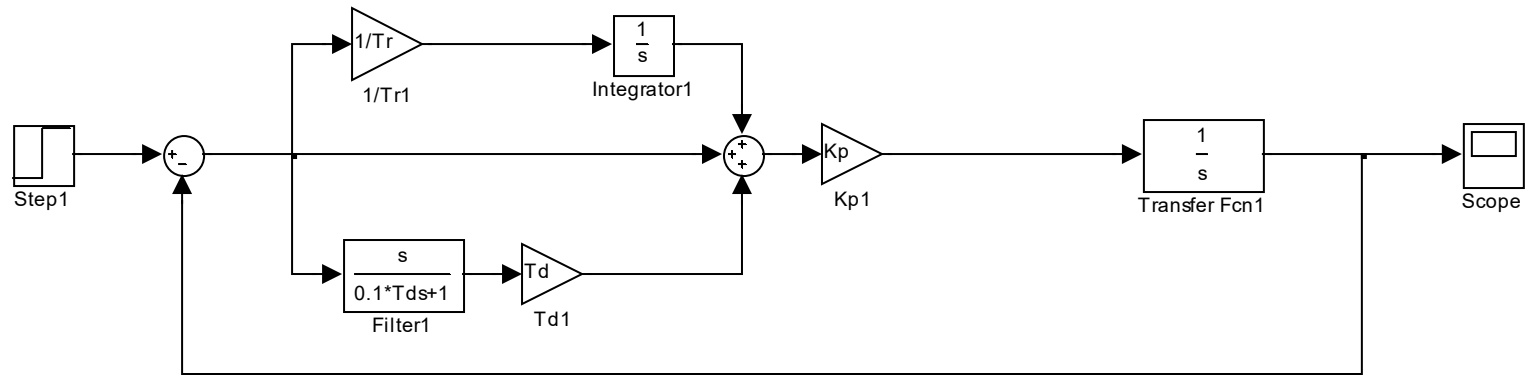 1/Tr
1/Tr1
1
s
Integrator1
Step1
+
−
+
+
+
Kp
Kp1
1
s
Transfer Fcn1
Scope
s
0.1*Tds+1
Filter1
Td
Td1